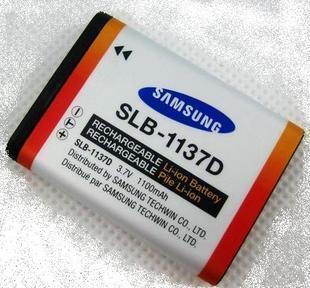 SAMSUNG
SLB-1137D
RECHARGEABLE Li-ion Battery
RECHARGEABLE Pile Li-ion
SLB-1137D 3.7V 1100mAh
Distributed by SAMSUNG TECHWIN CO., LTD.
Distribué par SAMSUNG TECHWIN CO., LTD.